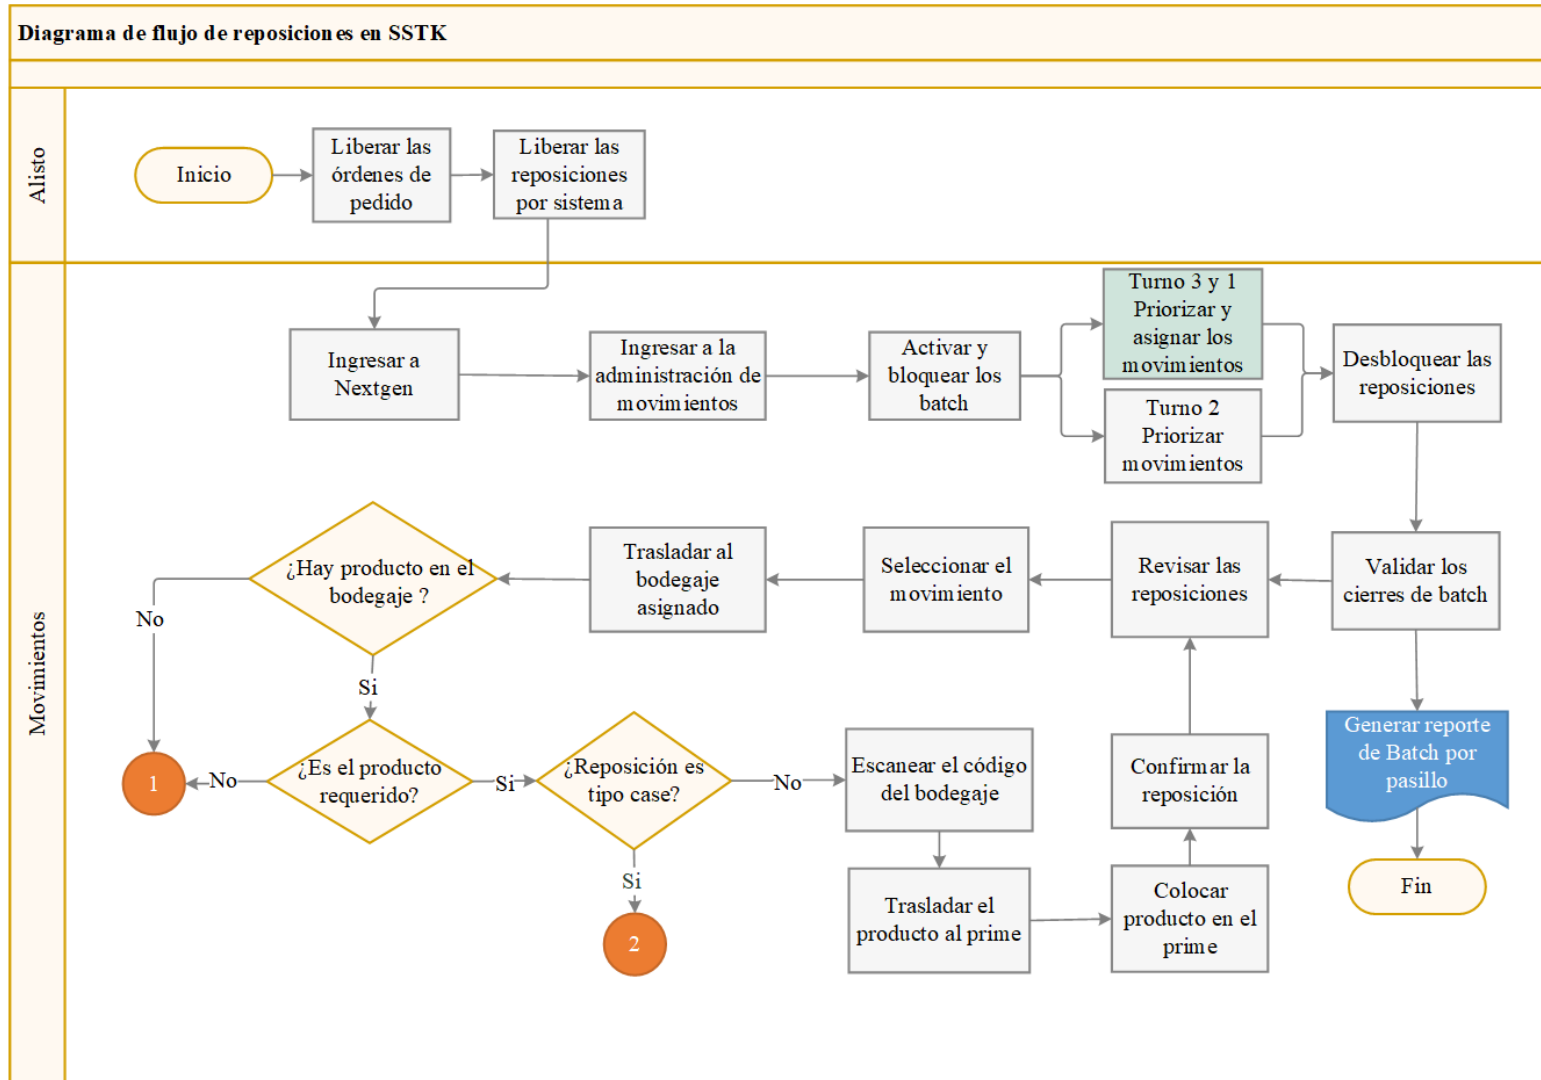 Diagrama de flujo de reposiciones en SSTK
Alisto
Inicio
Liberar las
órdenes de
pedido
Liberar las
reposiciones
por sistema
Movimientos
Ingresar a
Nextgen
Ingresar a la
administración de
movimientos
Activar y
bloquear los
batch
Turno 3 y 1
Priorizar y
asignar los
movimientos
Turno 2
Priorizar
movimientos
Desbloquear las
reposiciones
Validar los
cierres de batch
Revisar las
reposiciones
Seleccionar el
movimiento
Trasladar al
bodegaje
asignado
¿Hay producto en el
bodegaje ?
No
Si
¿Es el producto
requerido?
No
1
Si
¿Reposición es
tipo case?
Si
2
No
Escanear el código
del bodegaje
Trasladar el
producto al prime
Colocar
producto en el
prime
Confirmar la
reposición
Generar reporte
de Batch por
pasillo
Fin